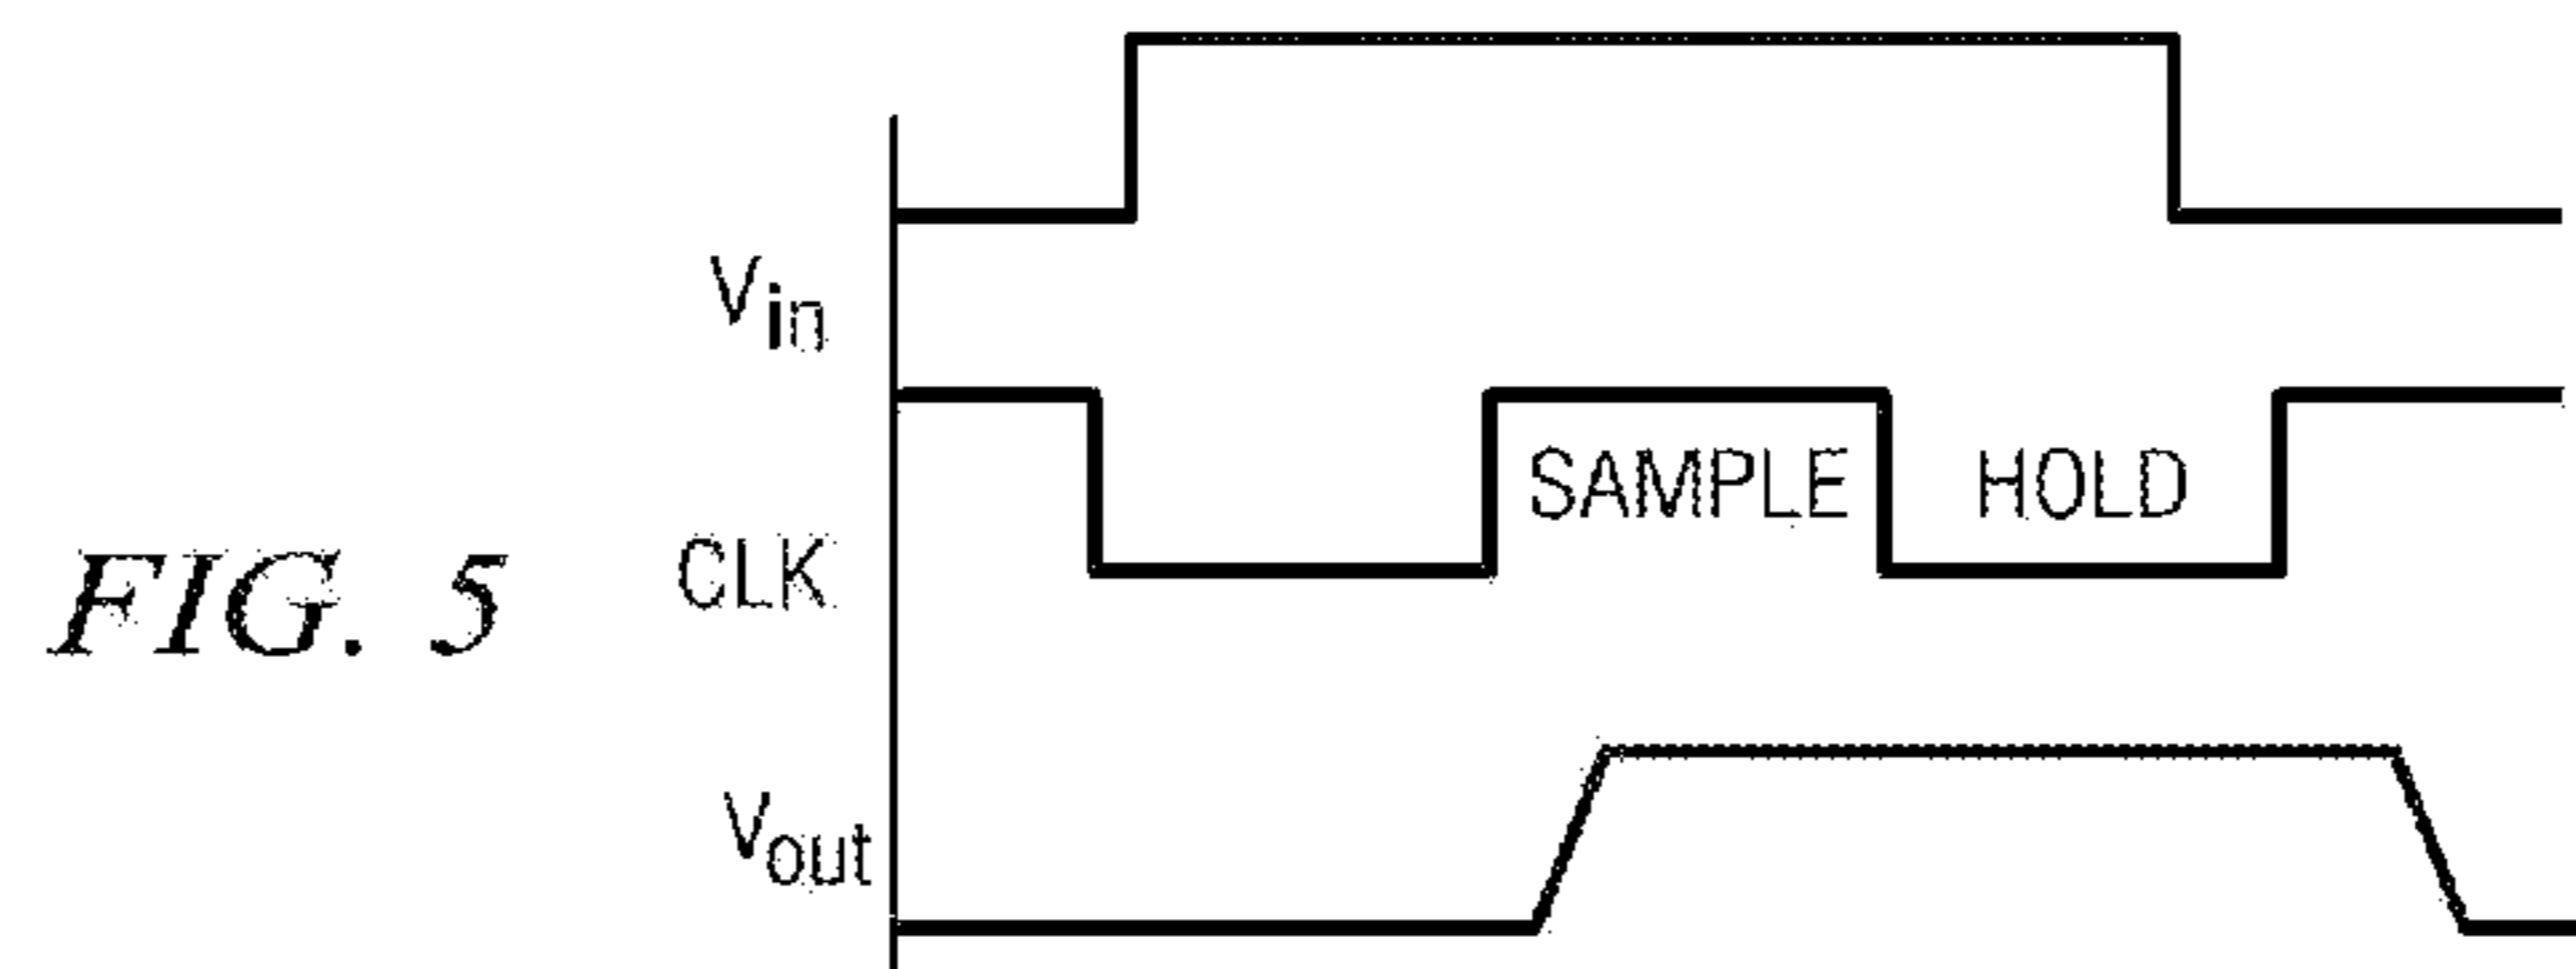 Vin
SAMPLE HOLD
CLK
FIG. 5
Vout